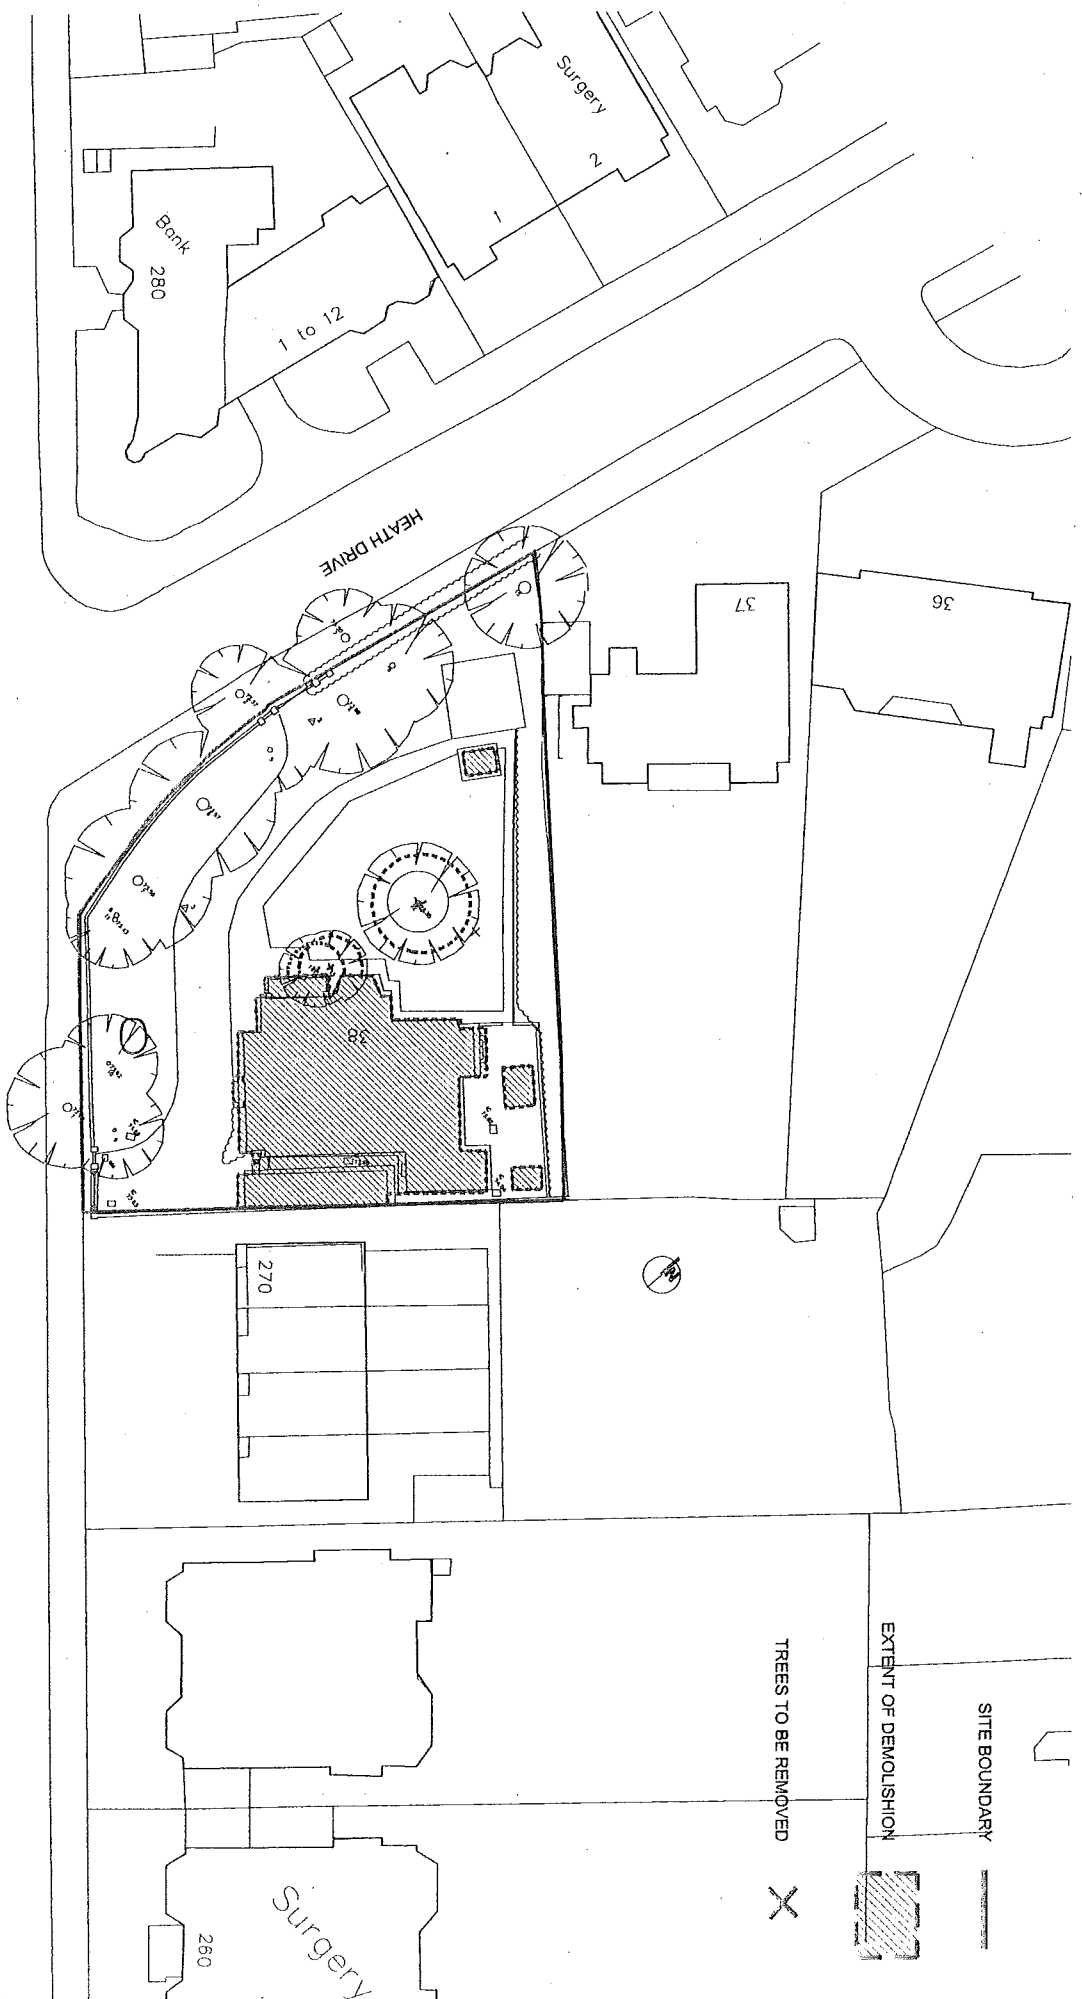 Surgery
2
1
Bank
280
1 to 12
HEATH DRIVE
37
36
38
270
N
SITE BOUNDARY
EXTENT OF DEMOLISHION
TREES TO BE REMOVED
Surgery
260